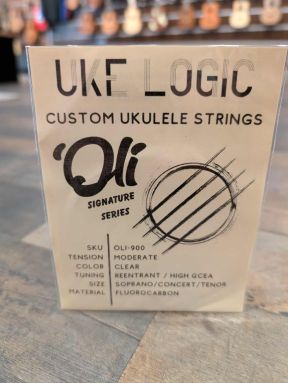 UKE LOGIC
CUSTOM UKULELE STRINGS
'Oli
SIGNATURE
SERIES
SKU OLI-900
TENSION MODERATE
COLOR CLEAR
TUNING REENTRANT / HIGH GCEA
SIZE SOPRANO/CONCERT/TENOR
MATERIAL FLUOROCARBON